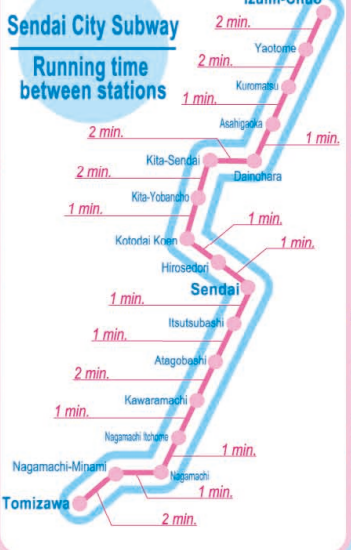 Izumi-Chuo
Sendai City Subway
Running time
between stations
2 min.
Yaotome
2 min.
Kuromatsu
1 min.
Asahigaoka
1 min.
2 min.
Kita-Sendai
Dainohara
2 min.
Kita-Yobancho
1 min.
Kotodai Koen
1 min.
Hirosedori
1 min.
Sendai
1 min.
Itsutsubashi
1 min.
Atagobashi
2 min.
Kawaramachi
1 min.
Nagamachi Itchome
1 min.
Nagamachi-Minami
Nagamachi
1 min.
Tomizawa
2 min.